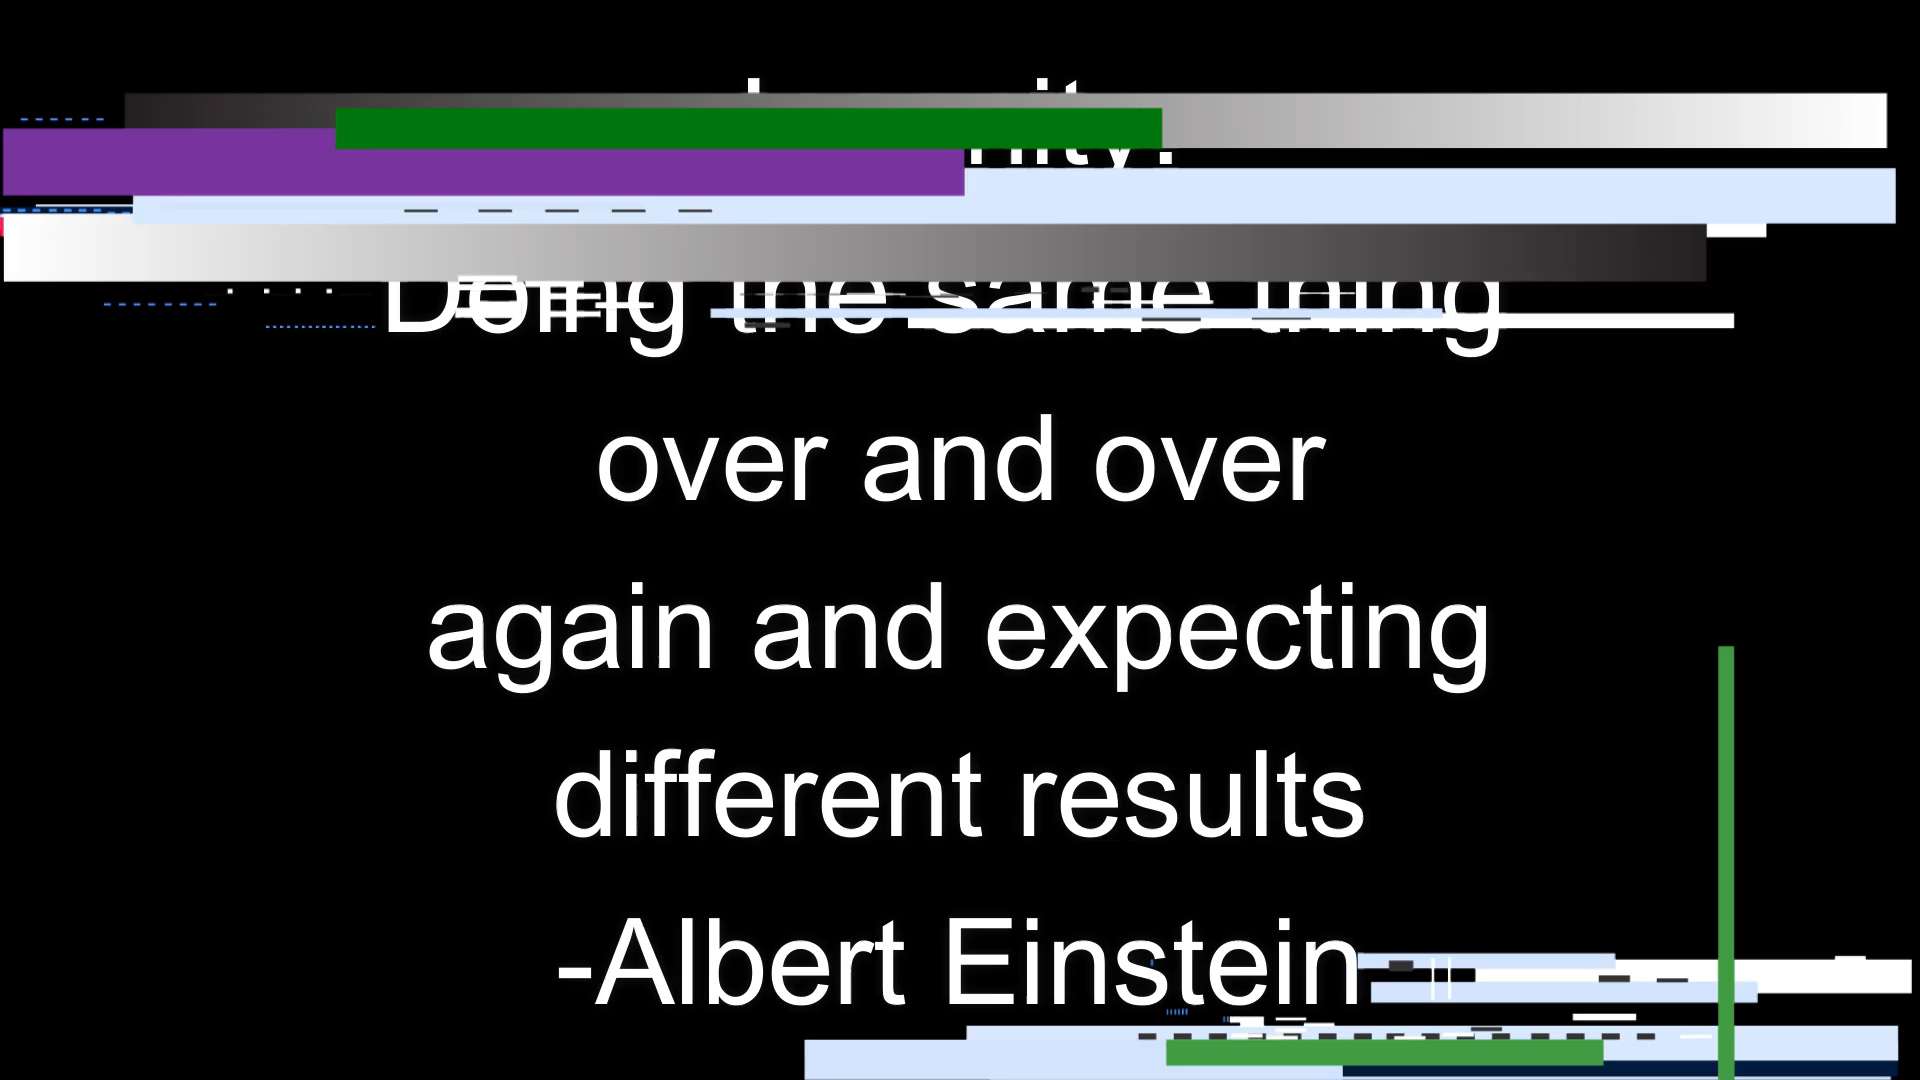 Doing the same thing
over and over
again and expecting
different results
-Albert Einstein